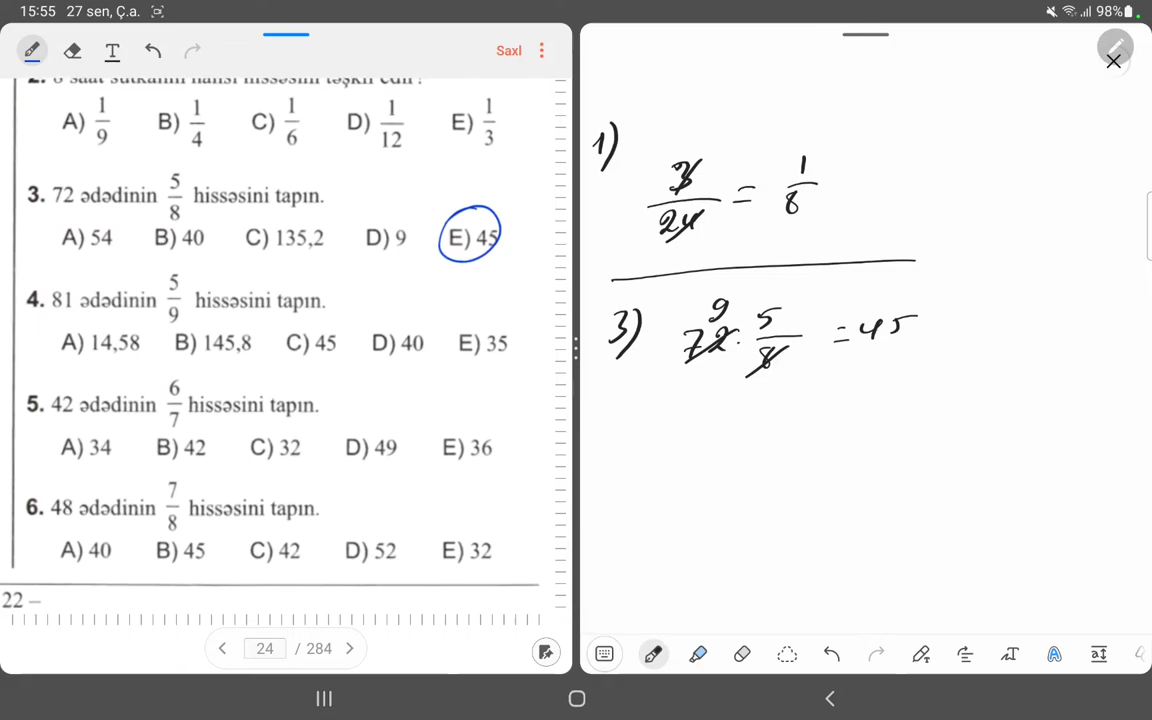 15:55 27 sen, Ç.a. 98%
Saxl
A) 1/9 B) 1/4 C) 1/6 D) 1/12 E) 1/3
3. 72 ədədinin 5/8 hissəsini tapın.
A) 54 B) 40 C) 135,2 D) 9 E) 45
4. 81 ədədinin 5/9 hissəsini tapın.
A) 14,58 B) 145,8 C) 45 D) 40 E) 35
5. 42 ədədinin 6/7 hissəsini tapın.
A) 34 B) 42 C) 32 D) 49 E) 36
6. 48 ədədinin 7/8 hissəsini tapın.
A) 40 B) 45 C) 42 D) 52 E) 32
22 –
24 / 284
1)
3/24 = 1/8
9
3) 72 · 5/8 = 45